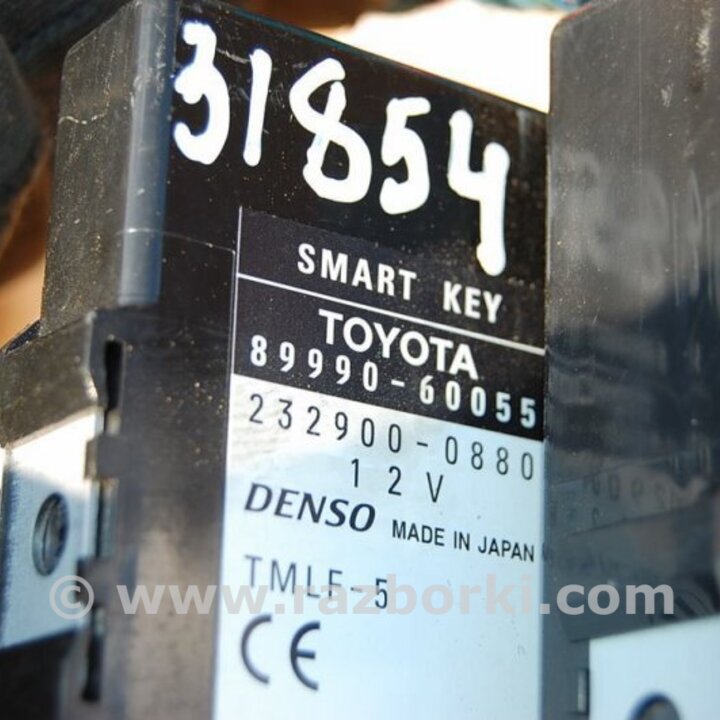 31854
SMART KEY
TOYOTA
89990-60055
232900-0880
12V
DENSO MADE IN JAPAN
TMLF-5
CE
© www.razborki.com